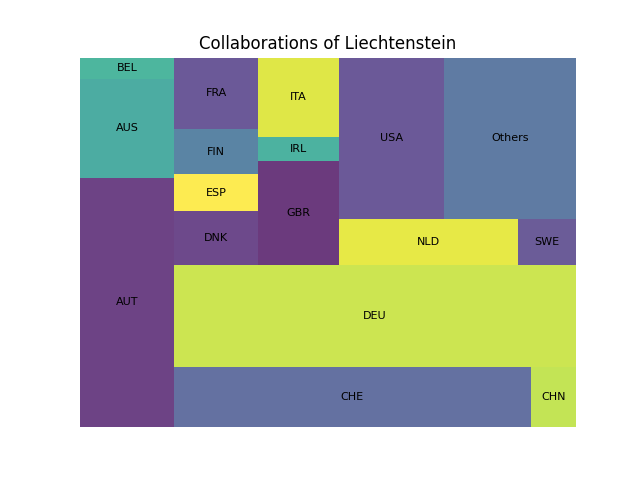 Collaborations of Liechtenstein
BEL
AUS
AUT
FRA
FIN
ESP
DNK
ITA
IRL
GBR
USA
Others
NLD
SWE
DEU
CHE
CHN